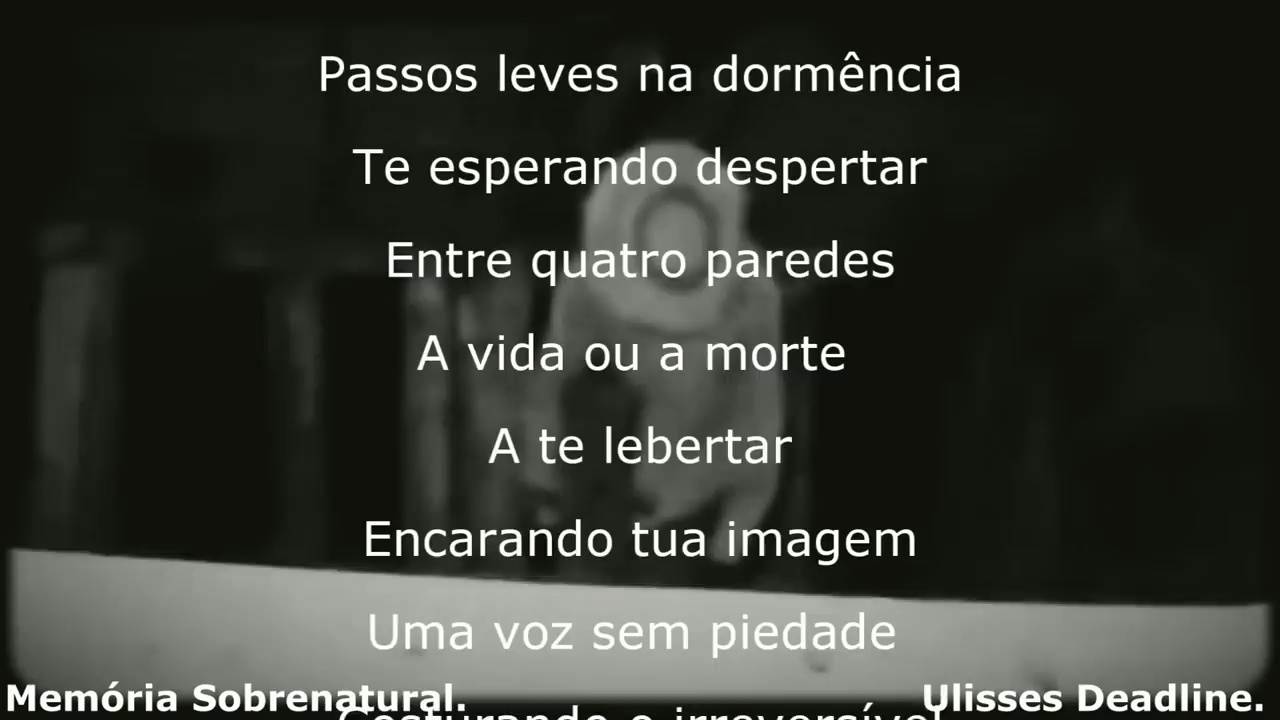 Passos leves na dormência
Te esperando despertar
Entre quatro paredes
A vida ou a morte
A te lebertar
Encarando tua imagem
Uma voz sem piedade
Memória Sobrenatural.
Ulisses Deadline.